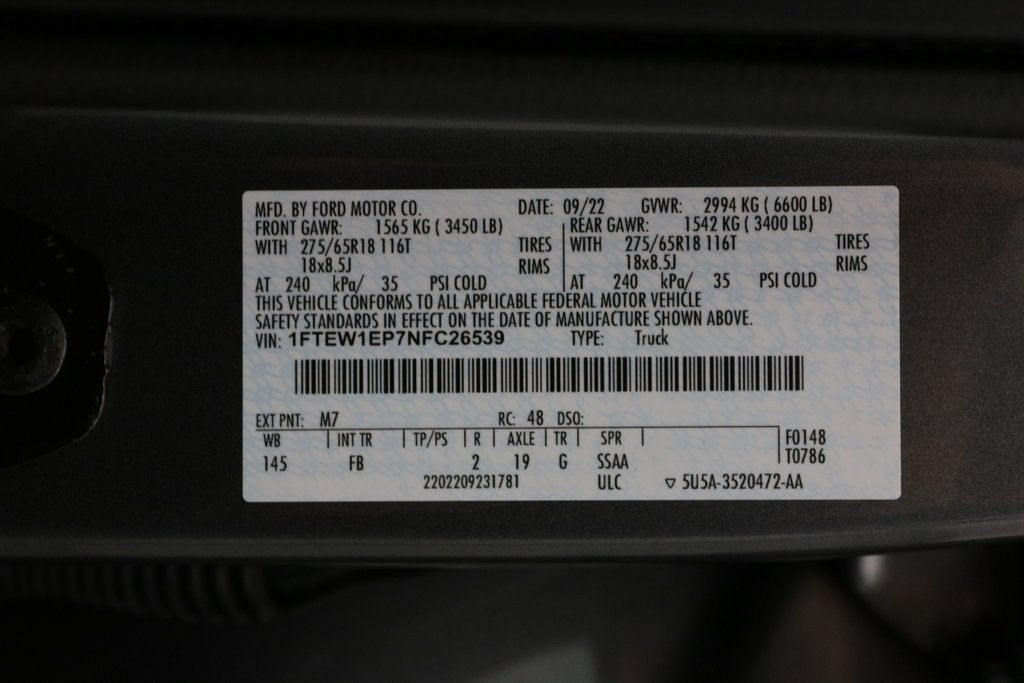 MFD. BY FORD MOTOR CO. DATE: 09/22 GVWR: 2994 KG ( 6600 LB)
FRONT GAWR: 1565 KG ( 3450 LB) REAR GAWR: 1542 KG ( 3400 LB)
WITH 275/65R18 116T TIRES WITH 275/65R18 116T TIRES
18x8.5J RIMS 18x8.5J RIMS
AT 240 kPa/ 35 PSI COLD AT 240 kPa/ 35 PSI COLD
THIS VEHICLE CONFORMS TO ALL APPLICABLE FEDERAL MOTOR VEHICLE
SAFETY STANDARDS IN EFFECT ON THE DATE OF MANUFACTURE SHOWN ABOVE.
VIN: 1FTEW1EP7NFC26539 TYPE: Truck
EXT PNT: M7 RC: 48 DSO:
WB INT TR TP/PS R AXLE TR SPR F0148
145 FB 2 19 G SSAA T0786
2202209231781 ULC ▽ 5U5A-3520472-AA